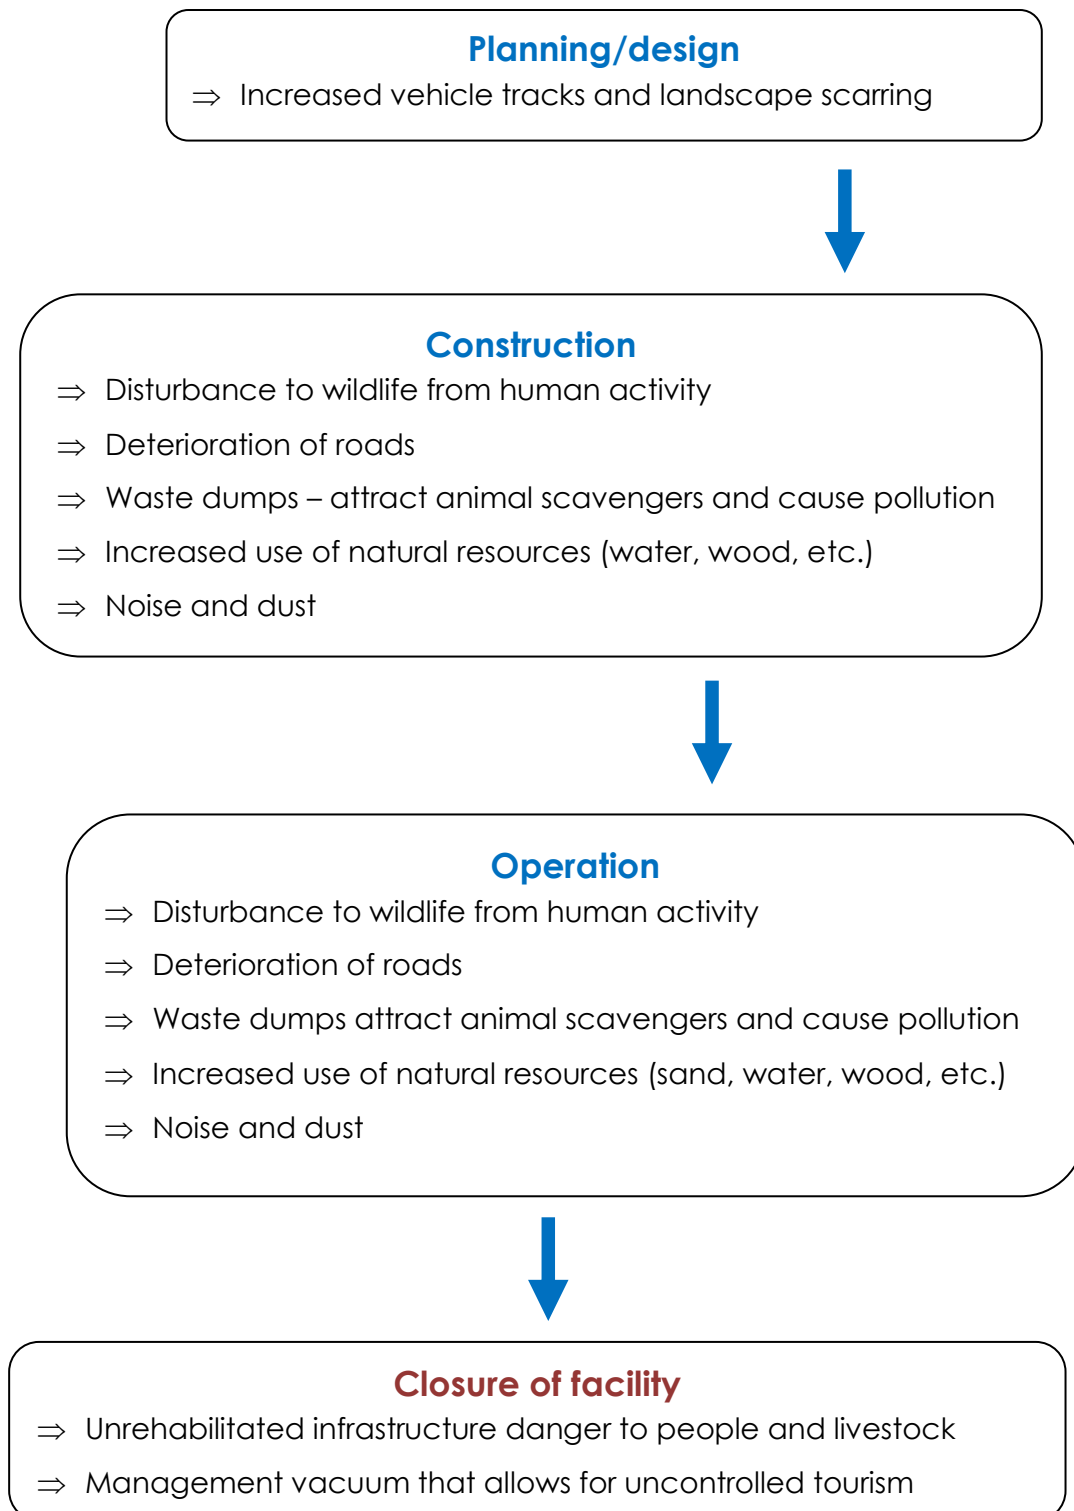 Planning/design
⇒ Increased vehicle tracks and landscape scarring
Construction
⇒ Disturbance to wildlife from human activity
⇒ Deterioration of roads
⇒ Waste dumps – attract animal scavengers and cause pollution
⇒ Increased use of natural resources (water, wood, etc.)
⇒ Noise and dust
Operation
⇒ Disturbance to wildlife from human activity
⇒ Deterioration of roads
⇒ Waste dumps attract animal scavengers and cause pollution
⇒ Increased use of natural resources (sand, water, wood, etc.)
⇒ Noise and dust
Closure of facility
⇒ Unrehabilitated infrastructure danger to people and livestock
⇒ Management vacuum that allows for uncontrolled tourism